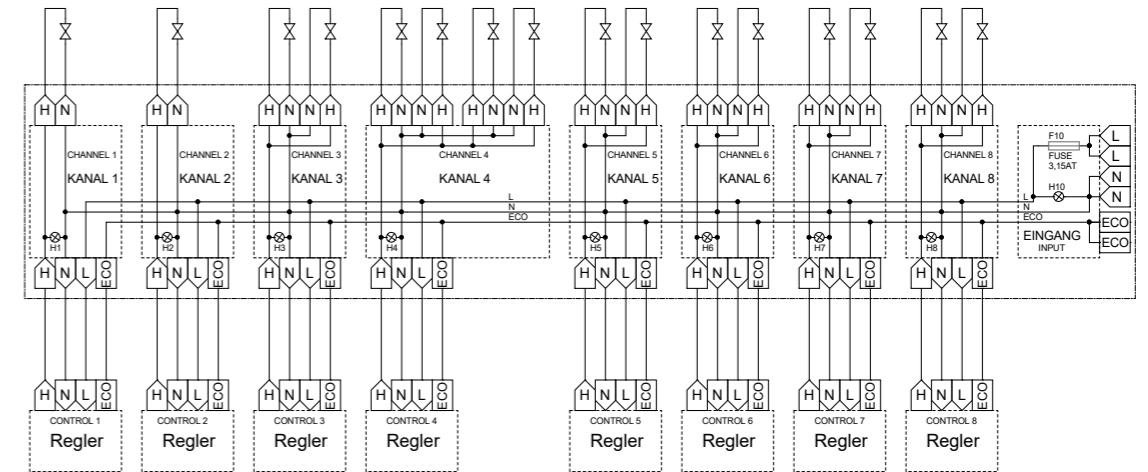 H N H N H N N H H N N H H N N H H N N H H N N H H N N H H N N H
CHANNEL 1 CHANNEL 2 CHANNEL 3 CHANNEL 4 CHANNEL 5 CHANNEL 6 CHANNEL 7 CHANNEL 8 F10 L
FUSE L
3,15AT
KANAL 1 KANAL 2 KANAL 3 KANAL 4 KANAL 5 KANAL 6 KANAL 7 KANAL 8 H10 N
L L N
N N
ECO ECO ECO
H1 H2 H3 H4 H5 H6 H7 H8 EINGANG ECO
INPUT
H N L ECO H N L ECO H N L ECO H N L ECO H N L ECO H N L ECO H N L ECO H N L ECO
H N L ECO H N L ECO H N L ECO H N L ECO H N L ECO H N L ECO H N L ECO H N L ECO
CONTROL 1 CONTROL 2 CONTROL 3 CONTROL 4 CONTROL 5 CONTROL 6 CONTROL 7 CONTROL 8
Regler Regler Regler Regler Regler Regler Regler Regler